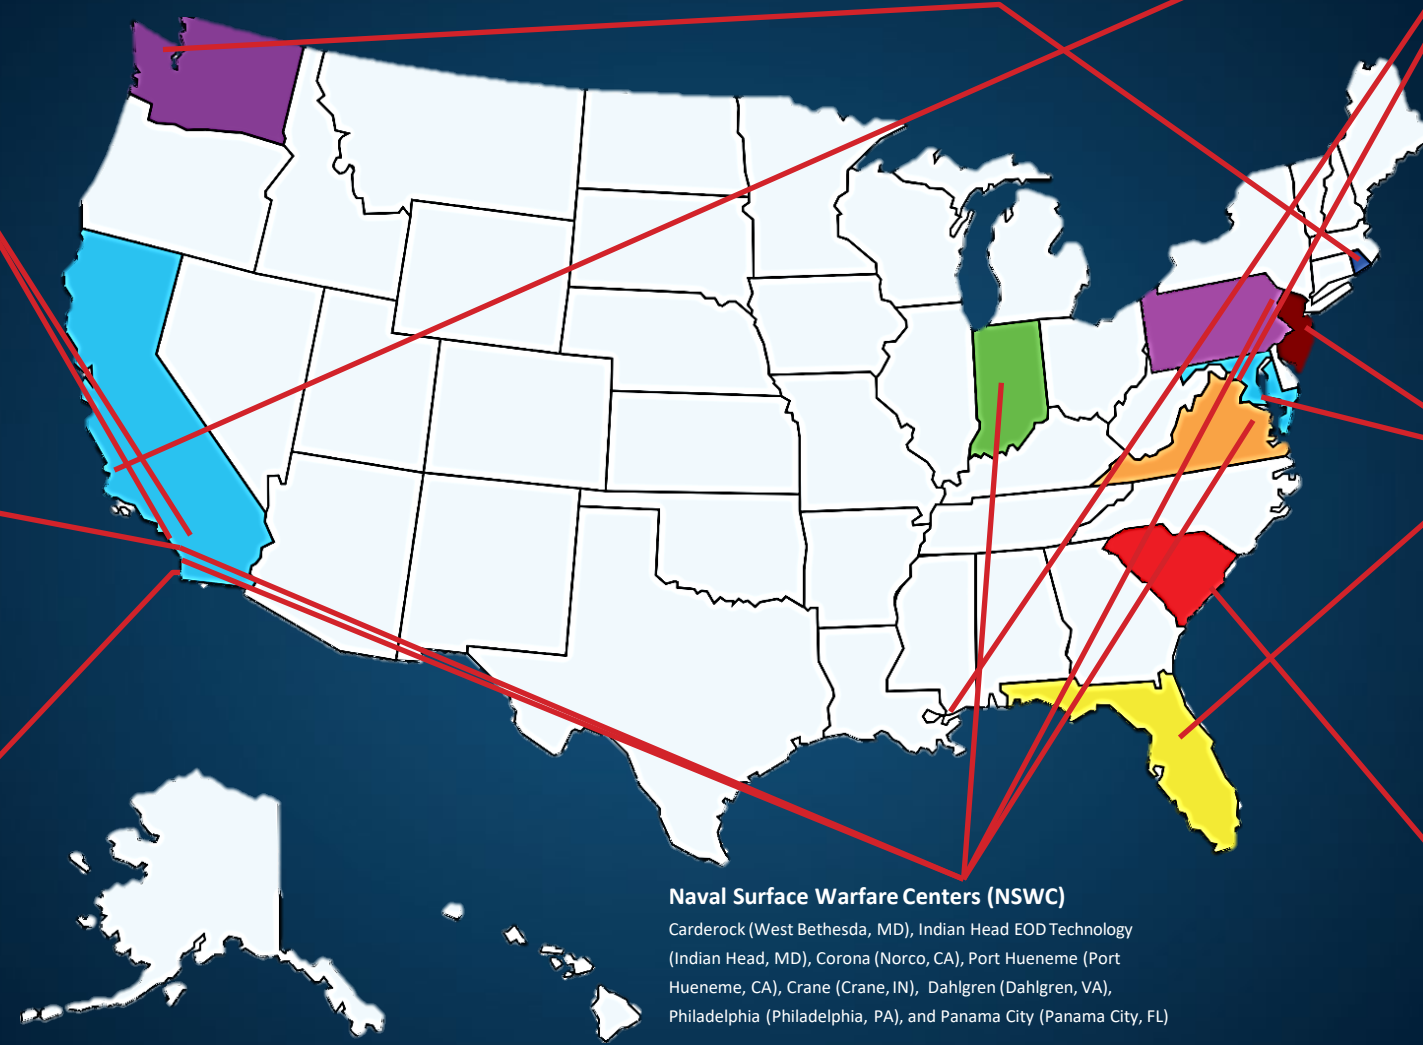 Naval Surface Warfare Centers (NSWC)
Carderock (West Bethesda, MD), Indian Head EOD Technology
(Indian Head, MD), Corona (Norco, CA), Port Hueneme (Port
Hueneme, CA), Crane (Crane, IN), Dahlgren (Dahlgren, VA),
Philadelphia (Philadelphia, PA), and Panama City (Panama City, FL)